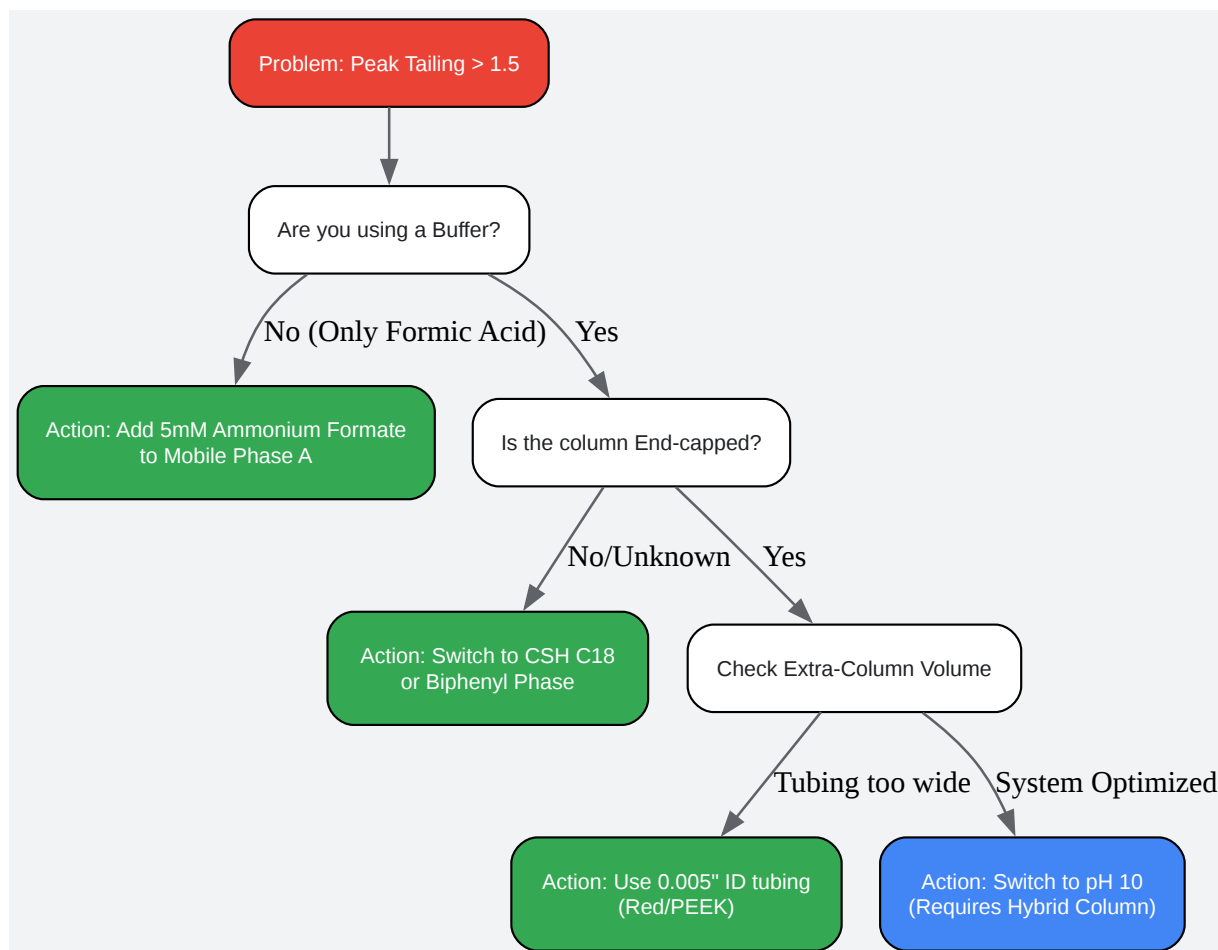 Problem: Peak Tailing > 1.5
Are you using a Buffer?
No (Only Formic Acid)
Yes
Action: Add 5mM Ammonium Formate
to Mobile Phase A
Is the column End-capped?
No/Unknown
Yes
Action: Switch to CSH C18
or Biphenyl Phase
Check Extra-Column Volume
Tubing too wide
System Optimized
Action: Use 0.005" ID tubing
(Red/PEEK)
Action: Switch to pH 10
(Requires Hybrid Column)